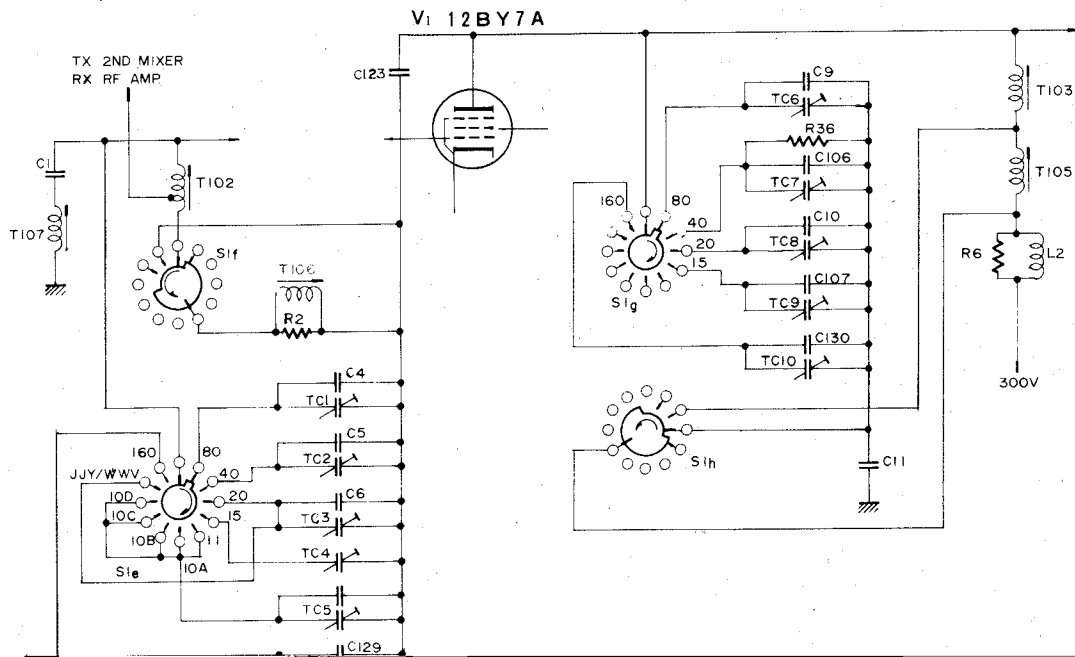 V1 12BY7A
TX 2ND MIXER
RX RF AMP.
C123
C1
T102
T107
S1f
T106
R2
C4
TC1
C5
TC2
C6
TC3
TC4
TC5
C129
160
80
JJY/WWV
40
10D
20
10C
15
10B
11
10A
S1e
C9
TC6
R36
C106
TC7
C10
TC8
C107
TC9
C130
TC10
160
80
40
20
15
S1g
S1h
C11
T103
T105
R6
L2
300V